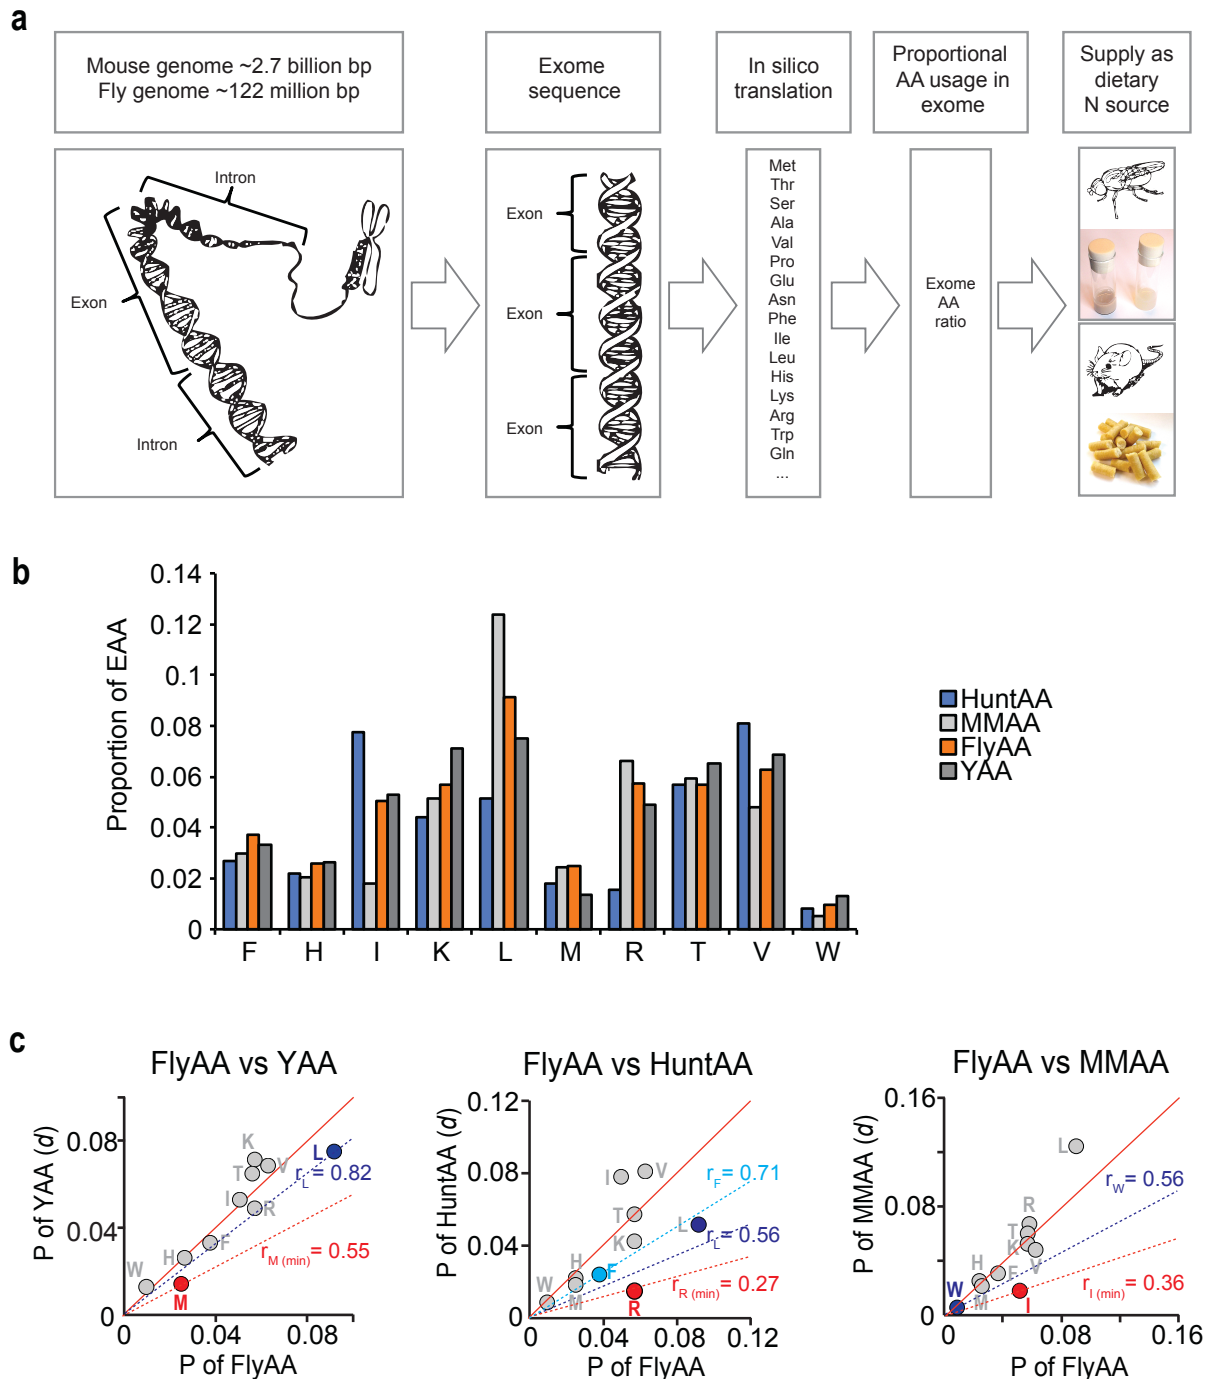 a
Mouse genome ~2.7 billion bp
Fly genome ~122 million bp
Exome
sequence
In silico
translation
Proportional
AA usage in
exome
Supply as
dietary
N source
Intron
Exon
Intron
Exon
Exon
Exon
Met
Thr
Ser
Ala
Val
Pro
Glu
Asn
Phe
Ile
Leu
His
Lys
Arg
Trp
Gln
...
Exome
AA
ratio
b
Proportion of EAA
0.14
0.12
0.1
0.08
0.06
0.04
0.02
0
F H I K L M R T V W
HuntAA
MMAA
FlyAA
YAA
c
FlyAA vs YAA
P of YAA (d)
0.08
0.04
0
K
T
V
L
I
R
H
F
W
M
rL = 0.82
rM (min) = 0.55
0 0.04 0.08
P of FlyAA
FlyAA vs HuntAA
P of HuntAA (d)
0.12
0.08
0.04
0
I
V
T
K
L
H
F
W
M
R
rF = 0.71
rL = 0.56
rR (min) = 0.27
0 0.04 0.08 0.12
P of FlyAA
FlyAA vs MMAA
P of MMAA (d)
0.16
0.08
0
L
R
T
K
V
H
F
W
M
I
rW = 0.56
rI (min) = 0.36
0 0.08 0.16
P of FlyAA